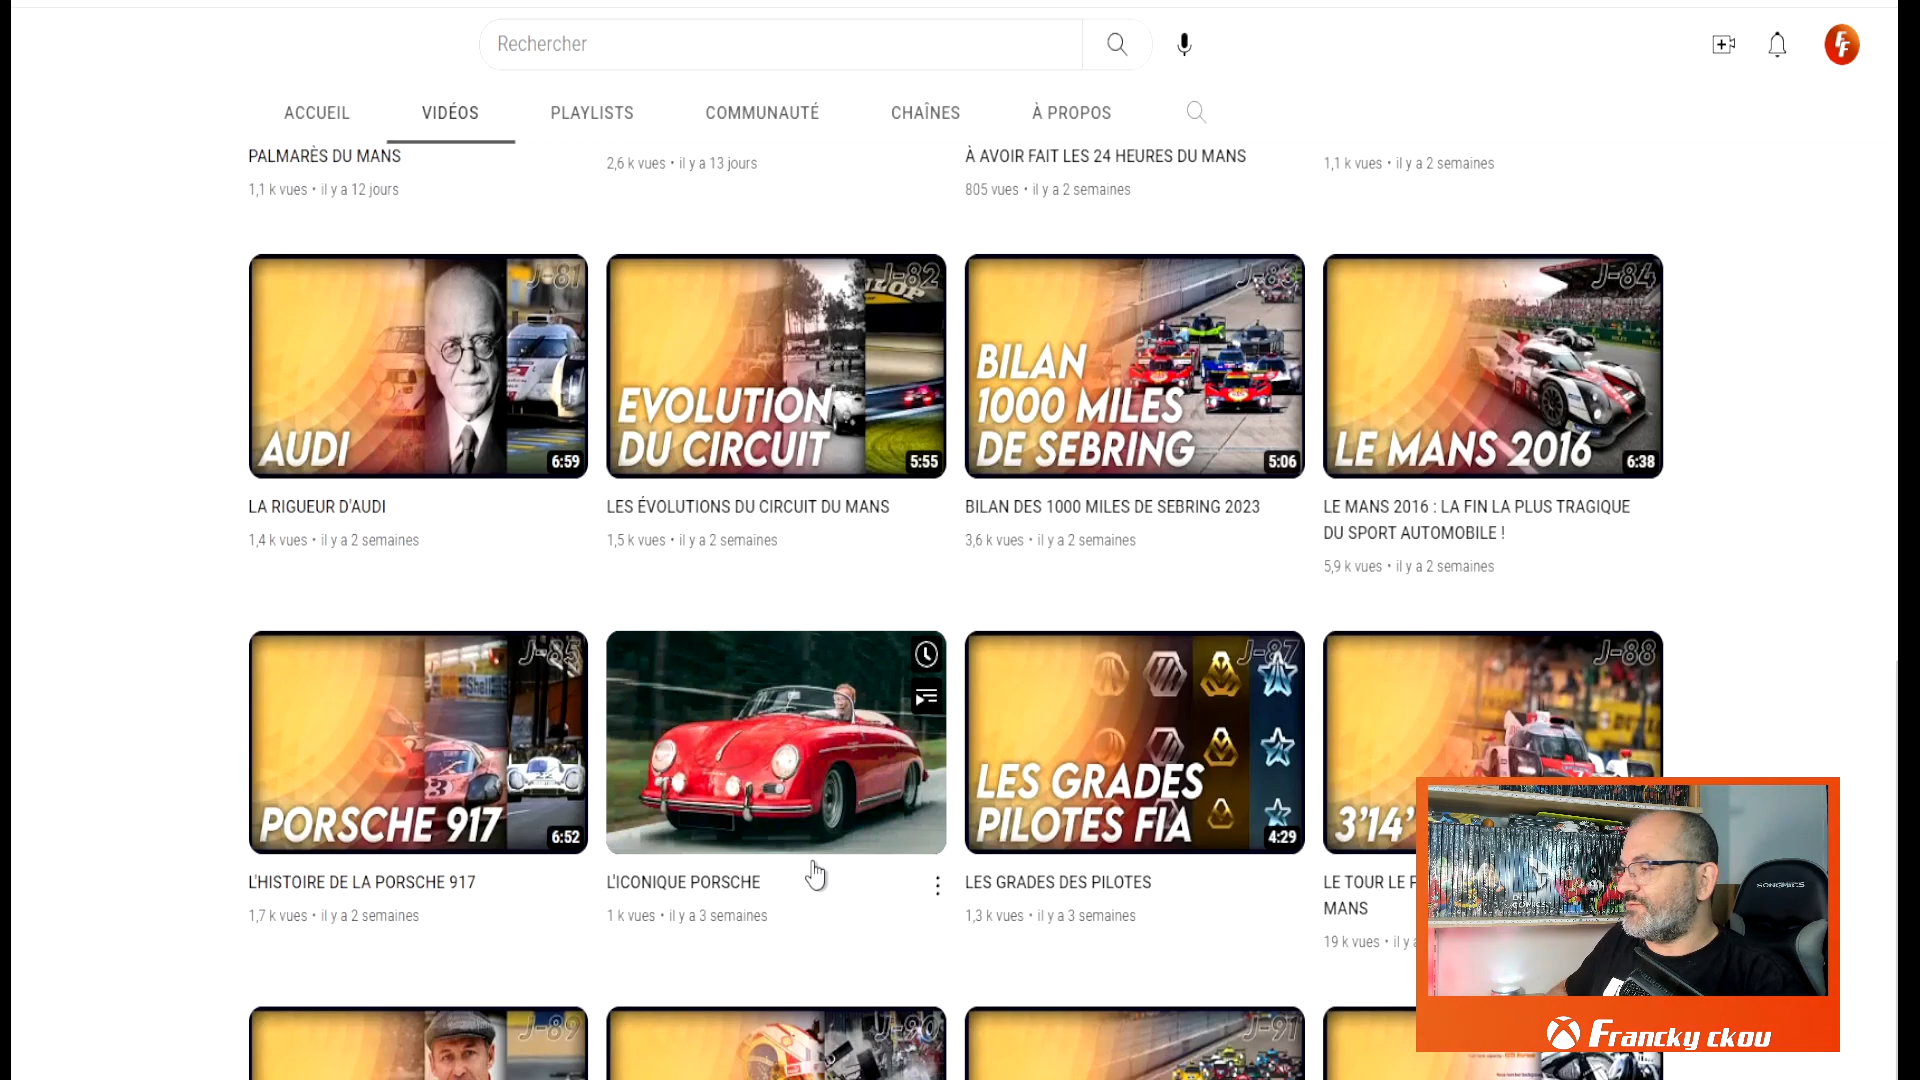 Rechercher
ACCUEIL
VIDÉOS
PLAYLISTS
COMMUNAUTÉ
CHAÎNES
À PROPOS
PALMARÈS DU MANS
1,1 k vues • il y a 12 jours
2,6 k vues • il y a 13 jours
À AVOIR FAIT LES 24 HEURES DU MANS
805 vues • il y a 2 semaines
1,1 k vues • il y a 2 semaines
J-81
AUDI
6:59
J-82
EVOLUTION
DU CIRCUIT
5:55
J-83
BILAN
1000 MILES
DE SEBRING
5:06
J-84
LE MANS 2016
6:38
LA RIGUEUR D'AUDI
1,4 k vues • il y a 2 semaines
LES ÉVOLUTIONS DU CIRCUIT DU MANS
1,5 k vues • il y a 2 semaines
BILAN DES 1000 MILES DE SEBRING 2023
3,6 k vues • il y a 2 semaines
LE MANS 2016 : LA FIN LA PLUS TRAGIQUE
DU SPORT AUTOMOBILE !
5,9 k vues • il y a 2 semaines
J-85
Shell
23
PORSCHE 917
6:52
J-87
LES GRADES
PILOTES FIA
4:29
J-88
3'14'
L'HISTOIRE DE LA PORSCHE 917
1,7 k vues • il y a 2 semaines
L'ICONIQUE PORSCHE
1 k vues • il y a 3 semaines
LES GRADES DES PILOTES
1,3 k vues • il y a 3 semaines
LE TOUR LE
MANS
19 k vues • il y a
J-89
J-90
J-91
SONGMICS
DC COMICS
Francky ckou